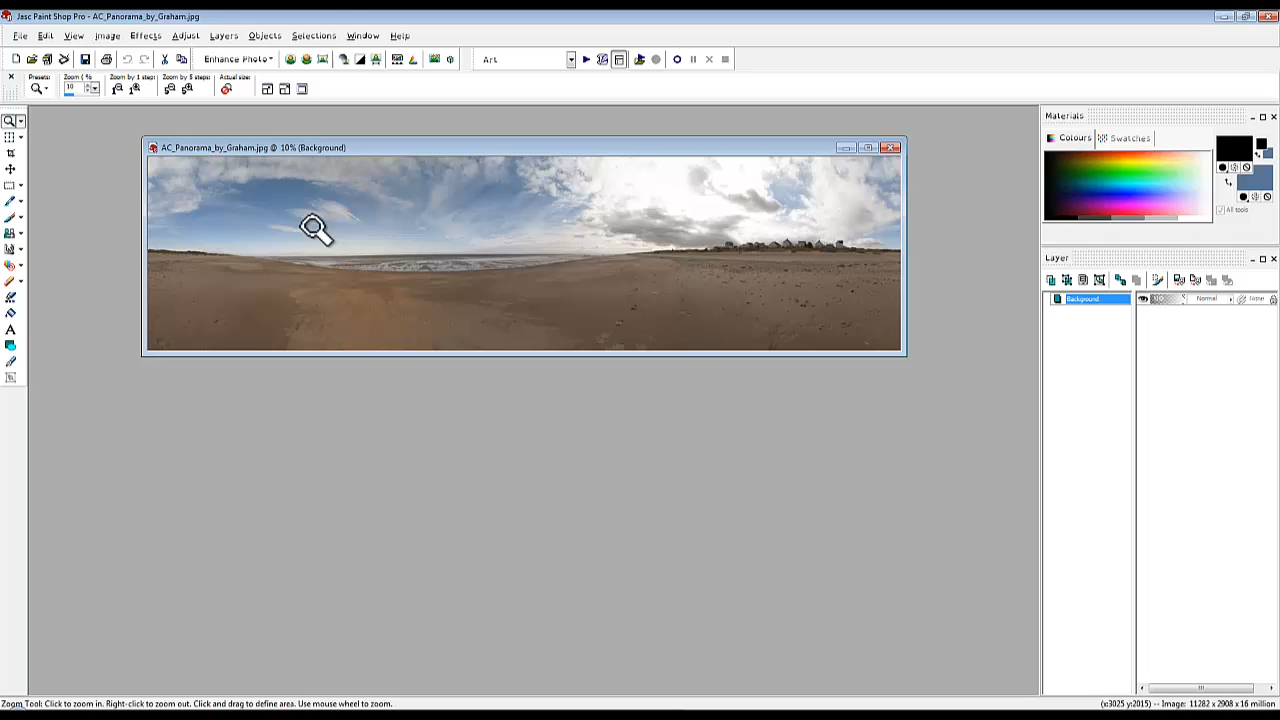 Jasc Paint Shop Pro - AC_Panorama_by_Graham.jpg
File Edit View Image Effects Adjust Layers Objects Selections Window Help
Enhance Photo
Art
Presets: Zoom ( % Zoom by 1 step: Zoom by 5 steps: Actual size:
10
AC_Panorama_by_Graham.jpg @ 10% (Background)
Materials
Colours Swatches
All tools
Layer
Background
Normal
None
Zoom Tool: Click to zoom in. Right-click to zoom out. Click and drag to define area. Use mouse wheel to zoom.
(x:3025 y:2015) -- Image: 11282 x 2908 x 16 million